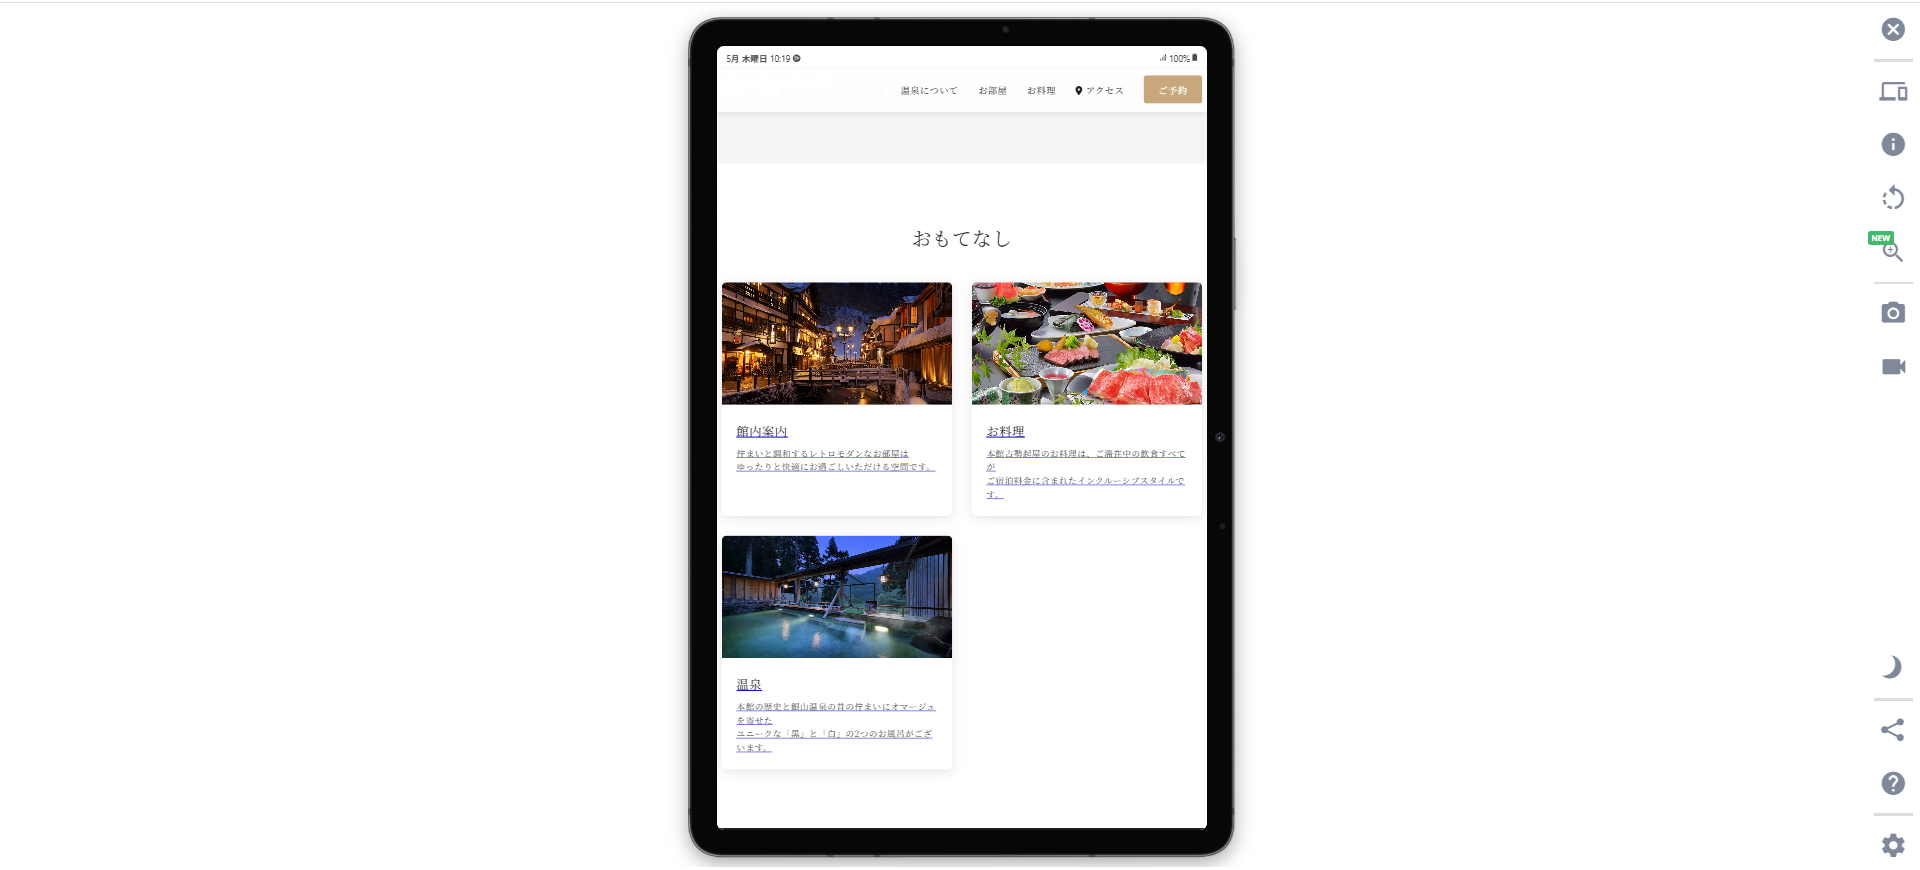 5月 木曜日 10:19
100%
温泉について お部屋 お料理 アクセス ご予約
NEW
おもてなし
館内案内
佇まいと調和するレトロモダンなお部屋は
ゆったりと快適にお過ごしいただける空間です。
お料理
本館古勢起屋のお料理は、ご滞在中の飲食すべて
が
ご宿泊料金に含まれたインクルーシブスタイルで
す。
温泉
本館の歴史と銀山温泉の昔の佇まいにオマージュ
を寄せた
ユニークな「黒」と「白」の2つのお風呂がござ
います。